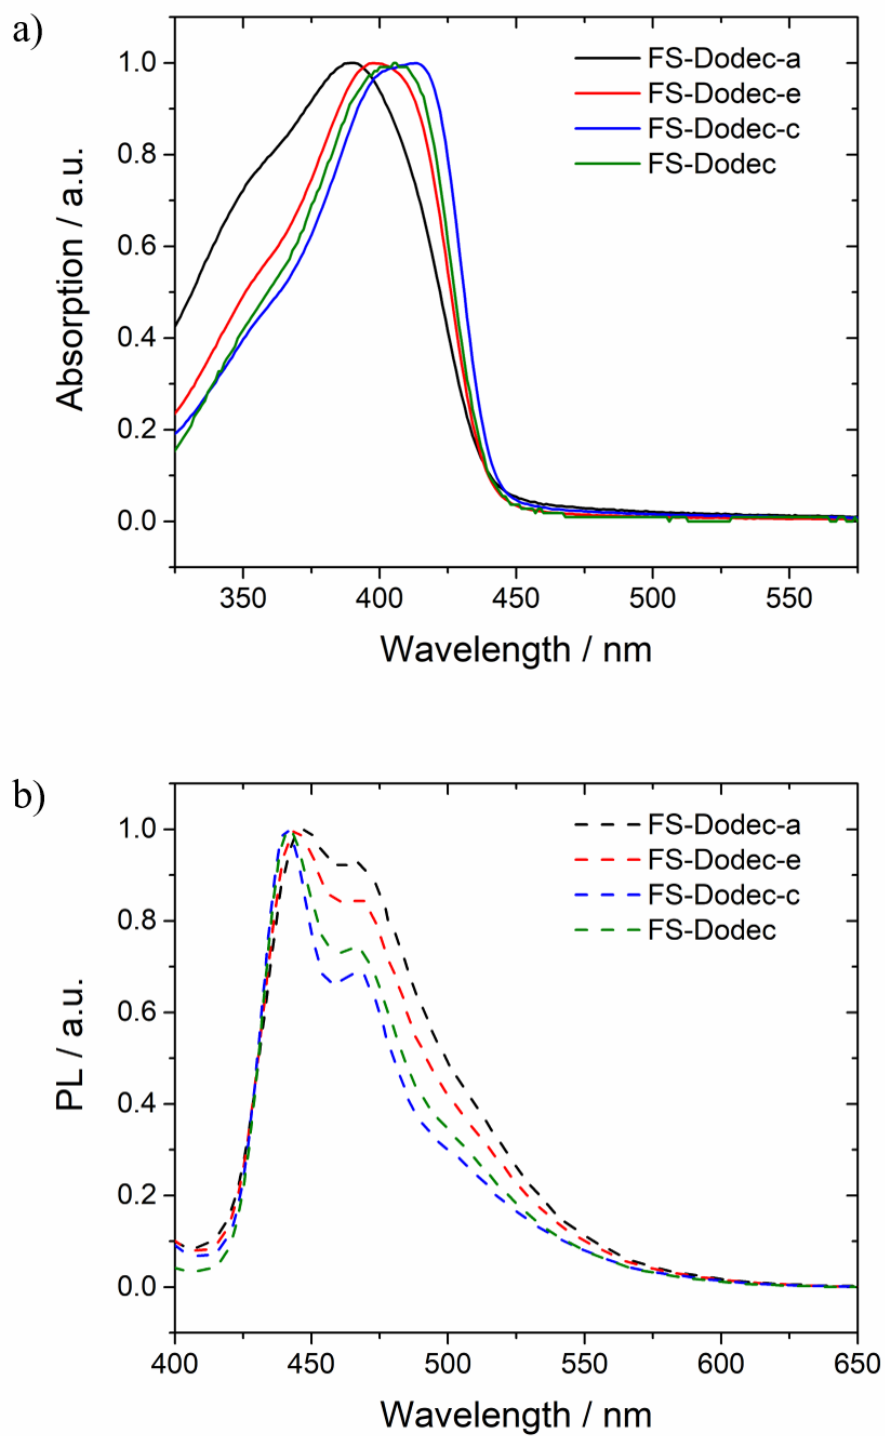 a)
FS-Dodec-a
FS-Dodec-e
FS-Dodec-c
FS-Dodec
1.0
0.8
0.6
0.4
0.2
0.0
Absorption / a.u.
350 400 450 500 550
Wavelength / nm
b)
FS-Dodec-a
FS-Dodec-e
FS-Dodec-c
FS-Dodec
1.0
0.8
0.6
0.4
0.2
0.0
PL / a.u.
400 450 500 550 600 650
Wavelength / nm